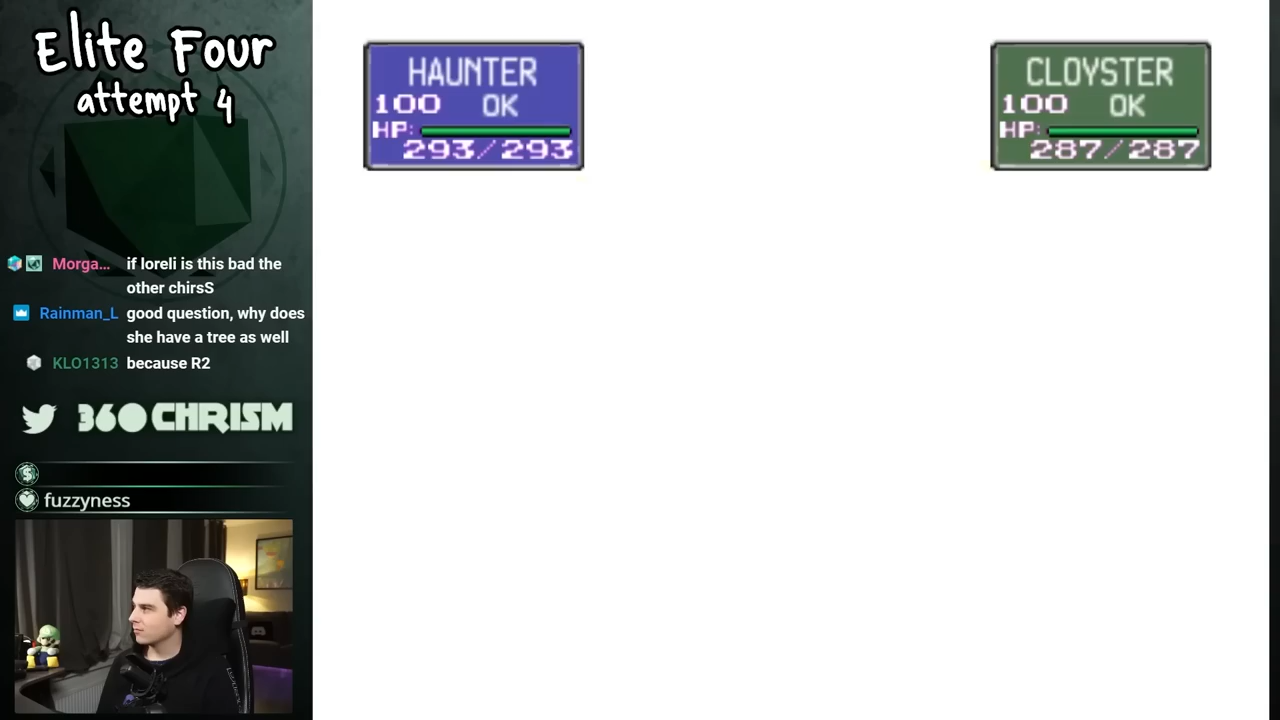 Elite Four
attempt 4
HAUNTER
100 OK
HP:
293/293
CLOYSTER
100 OK
HP:
287/287
Morga... if loreli is this bad the
other chirsS
Rainman_L good question, why does
she have a tree as well
KLO1313 because R2
360CHRISM
fuzzyness